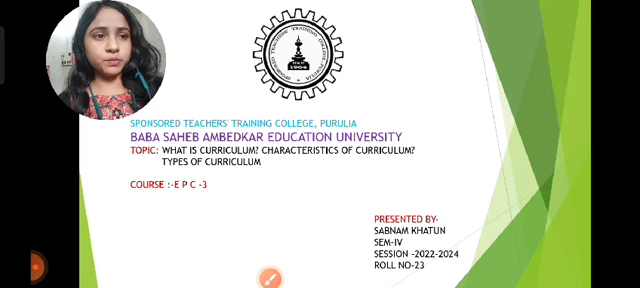 SPONSORED TEACHERS' TRAINING COLLEGE, PURULIA
BABA SAHEB AMBEDKAR EDUCATION UNIVERSITY
TOPIC: WHAT IS CURRICULUM? CHARACTERISTICS OF CURRICULUM?
TYPES OF CURRICULUM
COURSE :-E P C -3
PRESENTED BY-
SABNAM KHATUN
SEM-IV
SESSION -2022-2024
ROLL NO-23